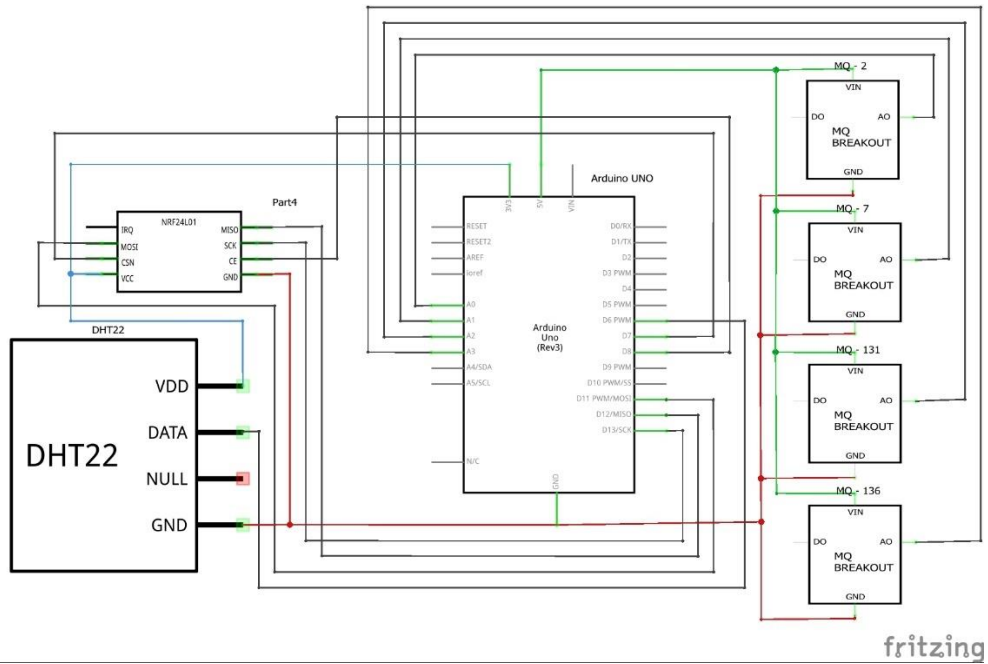 MQ - 2
VIN
DO
AO
MQ
BREAKOUT
GND
Arduino UNO
3V3
5V
VIN
RESET
RESET2
AREF
ioref
A0
A1
A2
A3
A4/SDA
A5/SCL
N/C
D0/RX
D1/TX
D2
D3 PWM
D4
D5 PWM
D6 PWM
D7
D8
D9 PWM
D10 PWM/SS
D11 PWM/MOSI
D12/MISO
D13/SCK
GND
Arduino
Uno
(Rev3)
Part4
NRF24L01
IRQ
MOSI
CSN
VCC
MISO
SCK
CE
GND
MQ - 7
VIN
DO
AO
MQ
BREAKOUT
GND
DHT22
DHT22
VDD
DATA
NULL
GND
MQ - 131
VIN
DO
AO
MQ
BREAKOUT
GND
MQ - 136
VIN
DO
AO
MQ
BREAKOUT
GND
fritzing